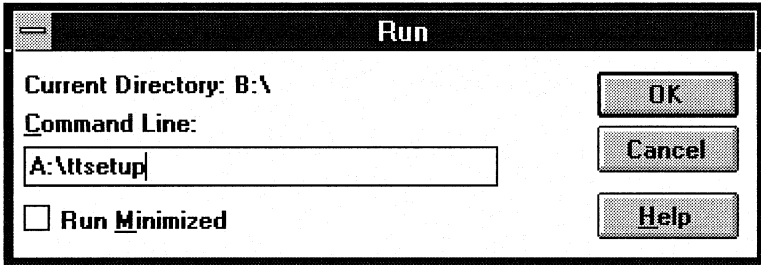 Run
Current Directory: B:\
Command Line:
A:\ttsetup
Run Minimized
OK
Cancel
Help